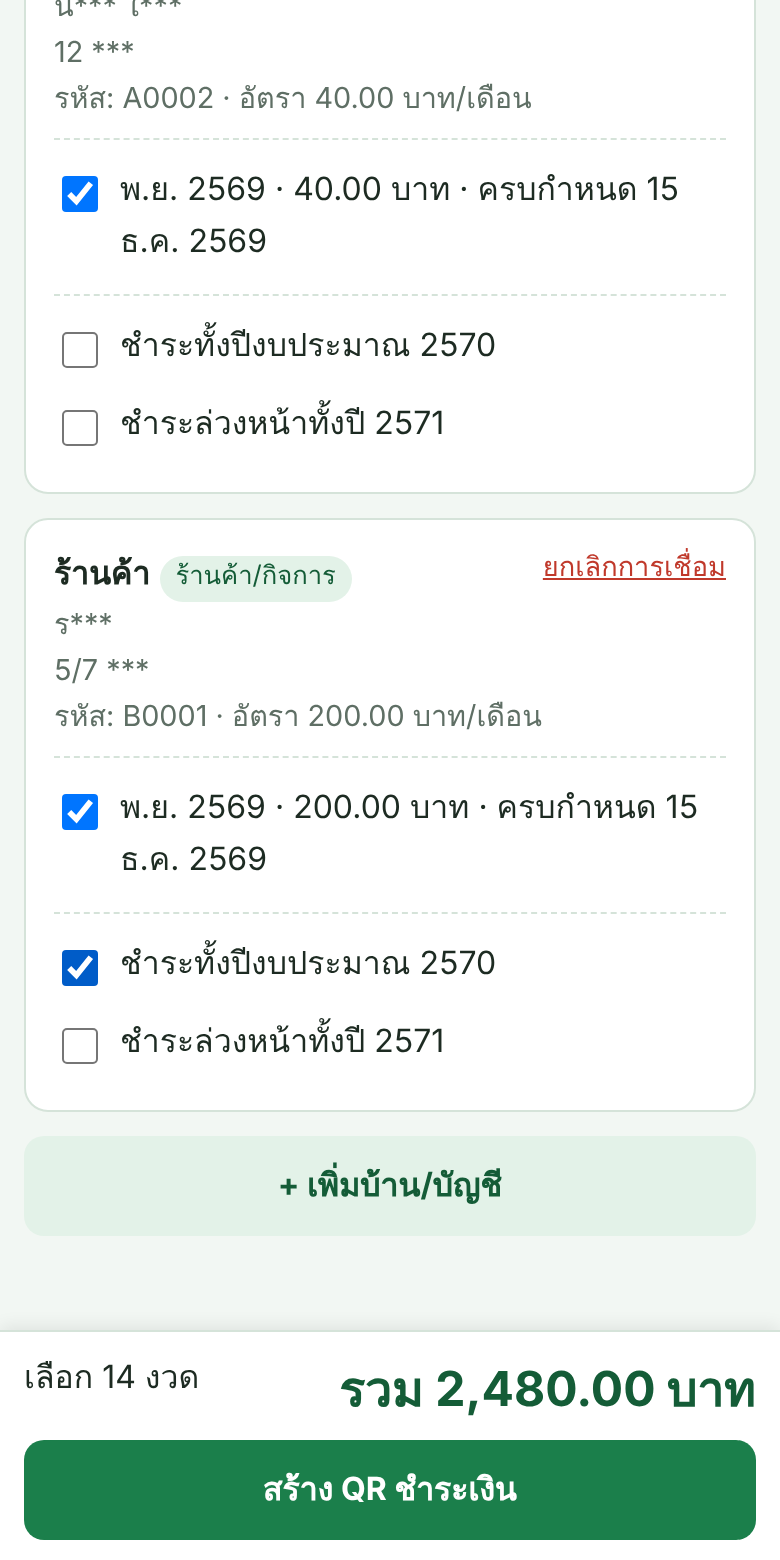 12 ***
รหัส: A0002 · อัตรา 40.00 บาท/เดือน
พ.ย. 2569 · 40.00 บาท · ครบกำหนด 15
ธ.ค. 2569
ชำระทั้งปีงบประมาณ 2570
ชำระล่วงหน้าทั้งปี 2571
ร้านค้า ร้านค้า/กิจการ ยกเลิกการเชื่อม
ร***
5/7 ***
รหัส: B0001 · อัตรา 200.00 บาท/เดือน
พ.ย. 2569 · 200.00 บาท · ครบกำหนด 15
ธ.ค. 2569
ชำระทั้งปีงบประมาณ 2570
ชำระล่วงหน้าทั้งปี 2571
+ เพิ่มบ้าน/บัญชี
เลือก 14 งวด รวม 2,480.00 บาท
สร้าง QR ชำระเงิน